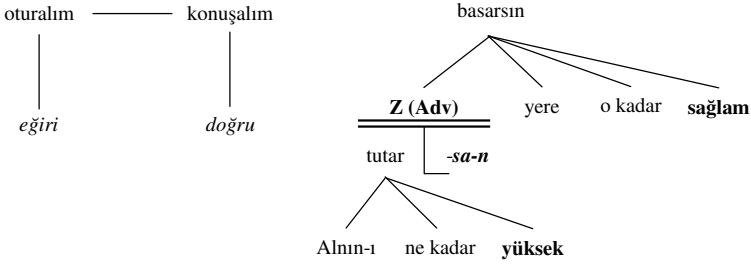 oturalım konuşalım basarsın
eğiri doğru Z (Adv) yere o kadar sağlam
tutar -sa-n
Alnın-ı ne kadar yüksek